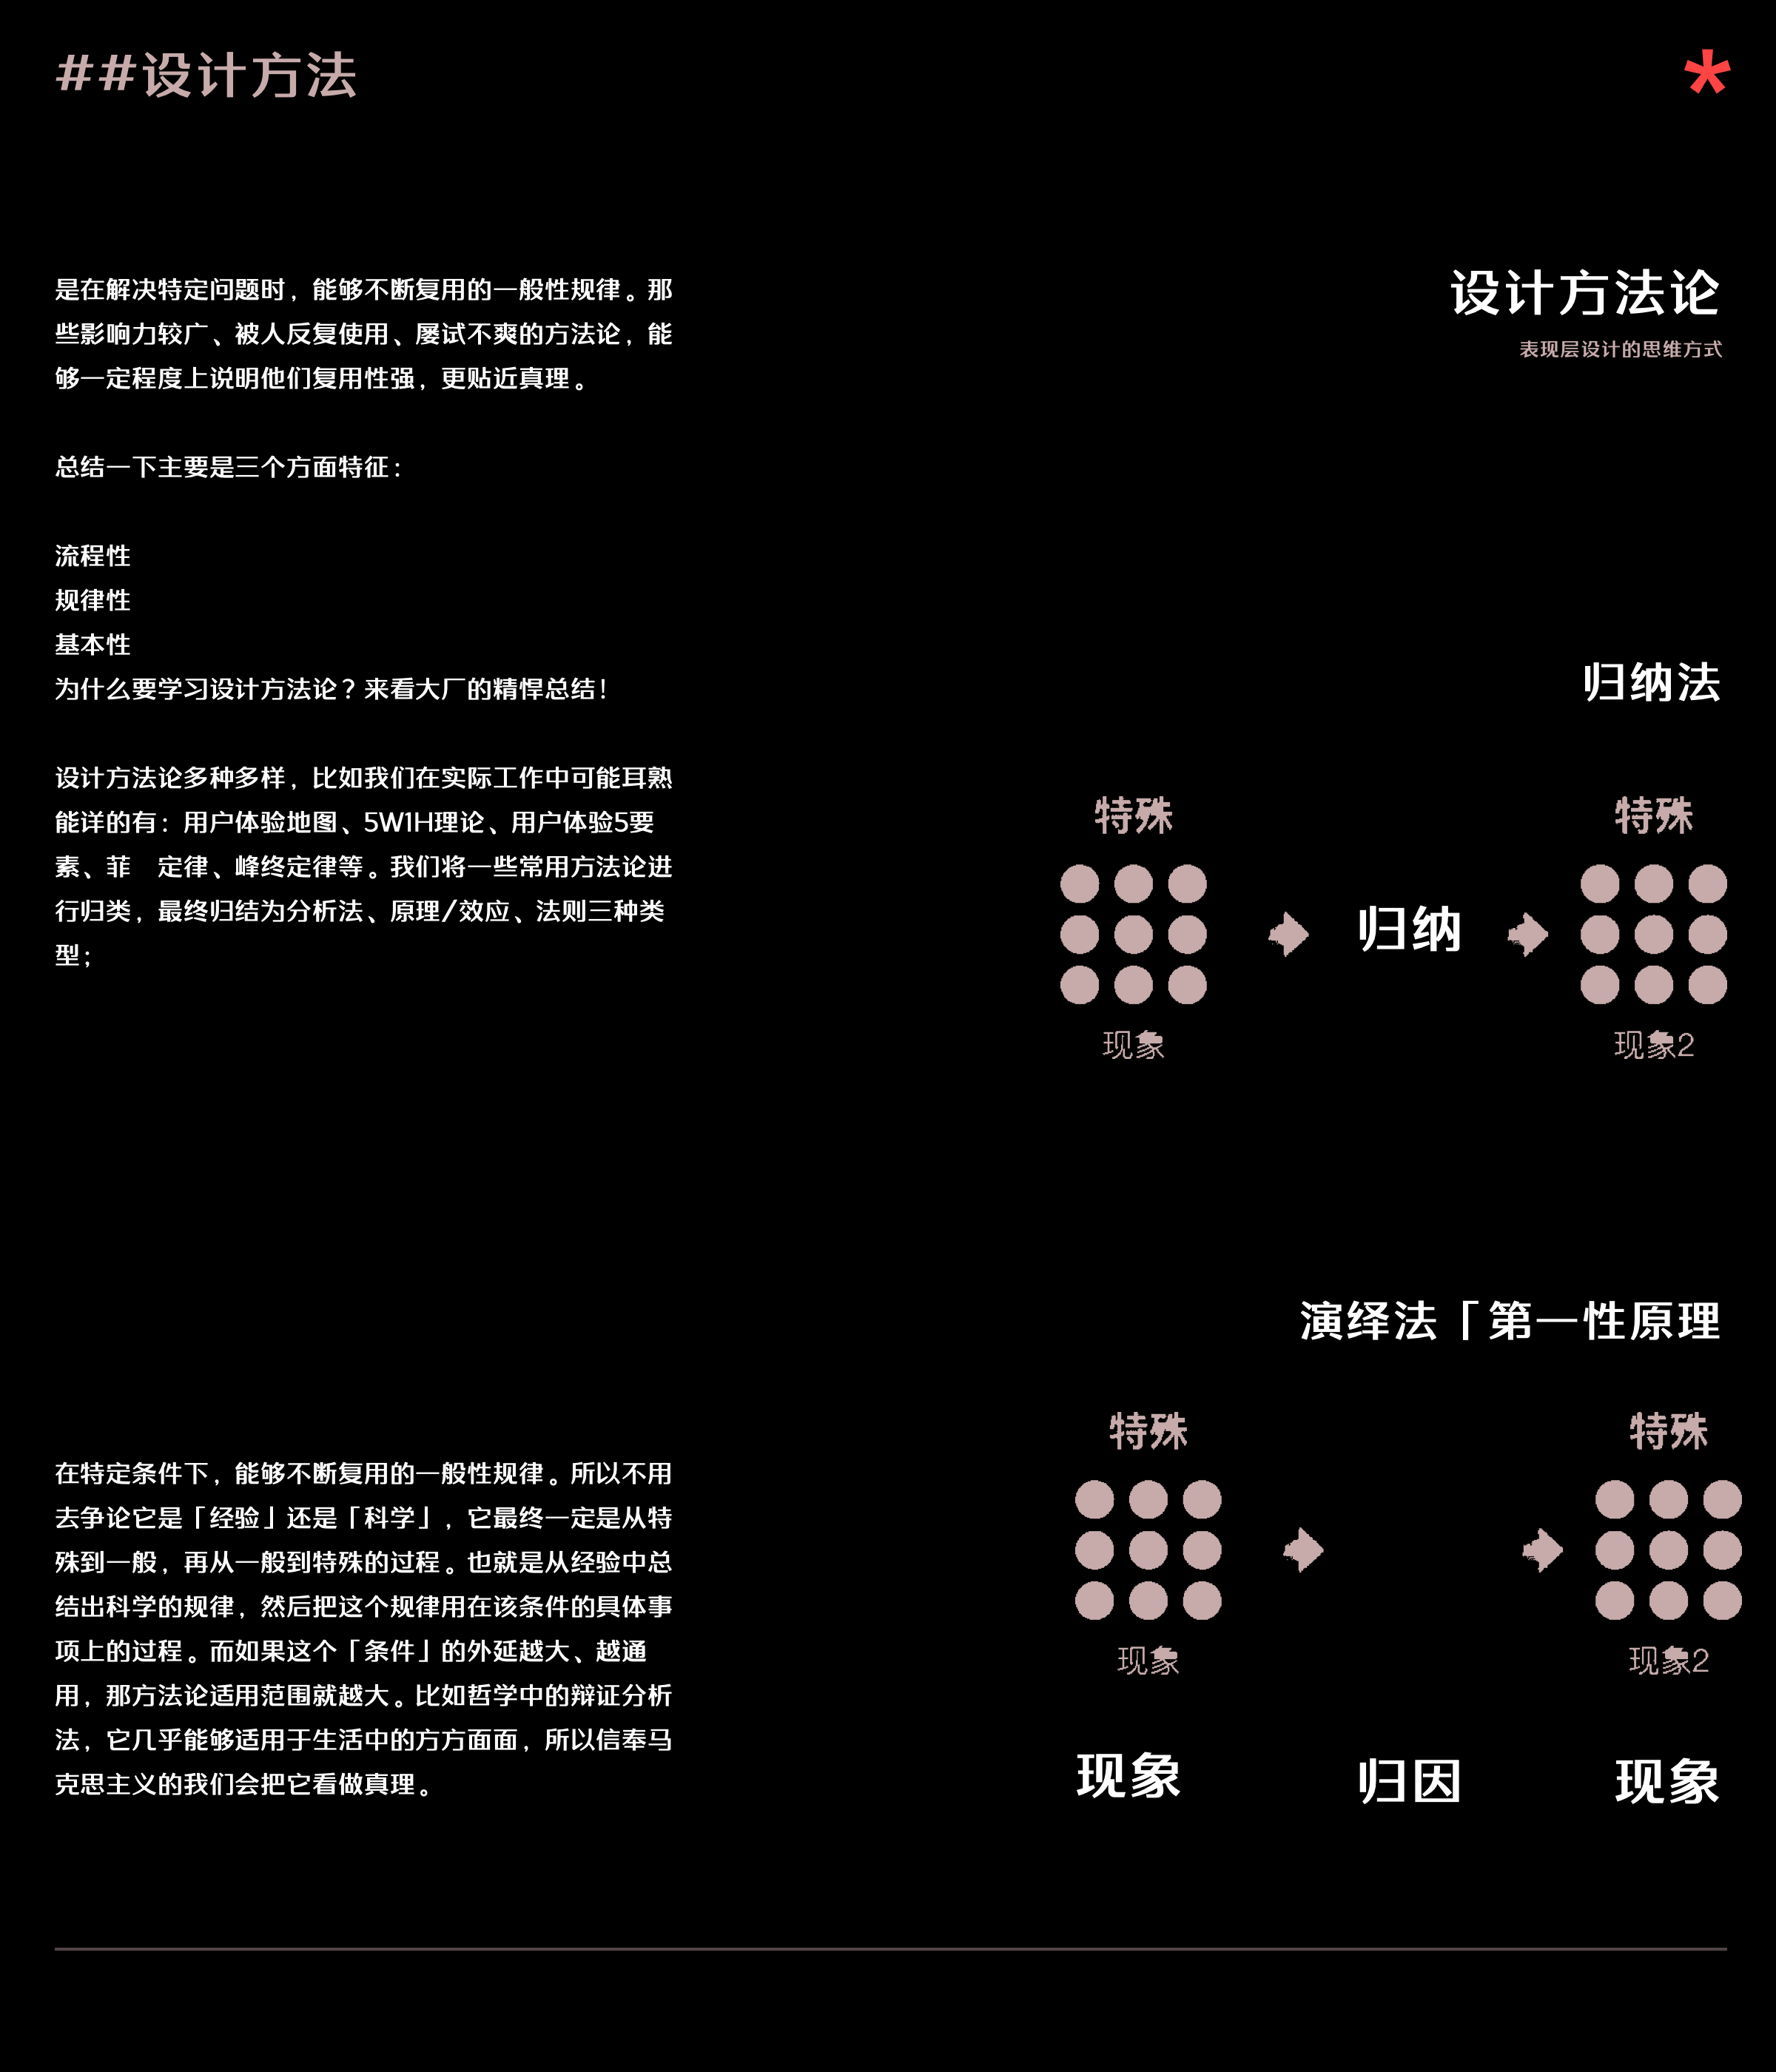 ##设计方法
*
设计方法论
表现层设计的思维方式
是在解决特定问题时，能够不断复用的一般性规律。那
些影响力较广、被人反复使用、屡试不爽的方法论，能
够一定程度上说明他们复用性强，更贴近真理。
总结一下主要是三个方面特征：
流程性
规律性
基本性
为什么要学习设计方法论？来看大厂的精悍总结！
设计方法论多种多样，比如我们在实际工作中可能耳熟
能详的有：用户体验地图、5W1H理论、用户体验5要
素、菲　定律、峰终定律等。我们将一些常用方法论进
行归类，最终归结为分析法、原理/效应、法则三种类
型；
归纳法
特殊
特殊
归纳
现象
现象2
演绎法「第一性原理
特殊
特殊
现象
现象2
现象
归因
现象
在特定条件下，能够不断复用的一般性规律。所以不用
去争论它是「经验」还是「科学」，它最终一定是从特
殊到一般，再从一般到特殊的过程。也就是从经验中总
结出科学的规律，然后把这个规律用在该条件的具体事
项上的过程。而如果这个「条件」的外延越大、越通
用，那方法论适用范围就越大。比如哲学中的辩证分析
法，它几乎能够适用于生活中的方方面面，所以信奉马
克思主义的我们会把它看做真理。